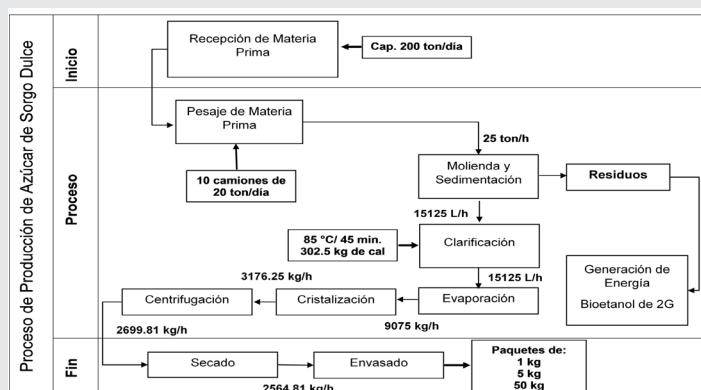 Proceso de Producción de Azúcar de Sorgo Dulce
Inicio
Recepción de Materia
Prima
Cap. 200 ton/día
Proceso
Pesaje de Materia
Prima
10 camiones de
20 ton/día
25 ton/h
Molienda y
Sedimentación
Residuos
15125 L/h
85 °C/ 45 min.
302.5 kg de cal
Clarificación
15125 L/h
Generación de
Energía
Bioetanol de 2G
3176.25 kg/h
Centrifugación
Cristalización
Evaporación
2699.81 kg/h
9075 kg/h
Fin
Secado
Envasado
Paquetes de:
1 kg
5 kg
50 kg
2564.81 kg/h